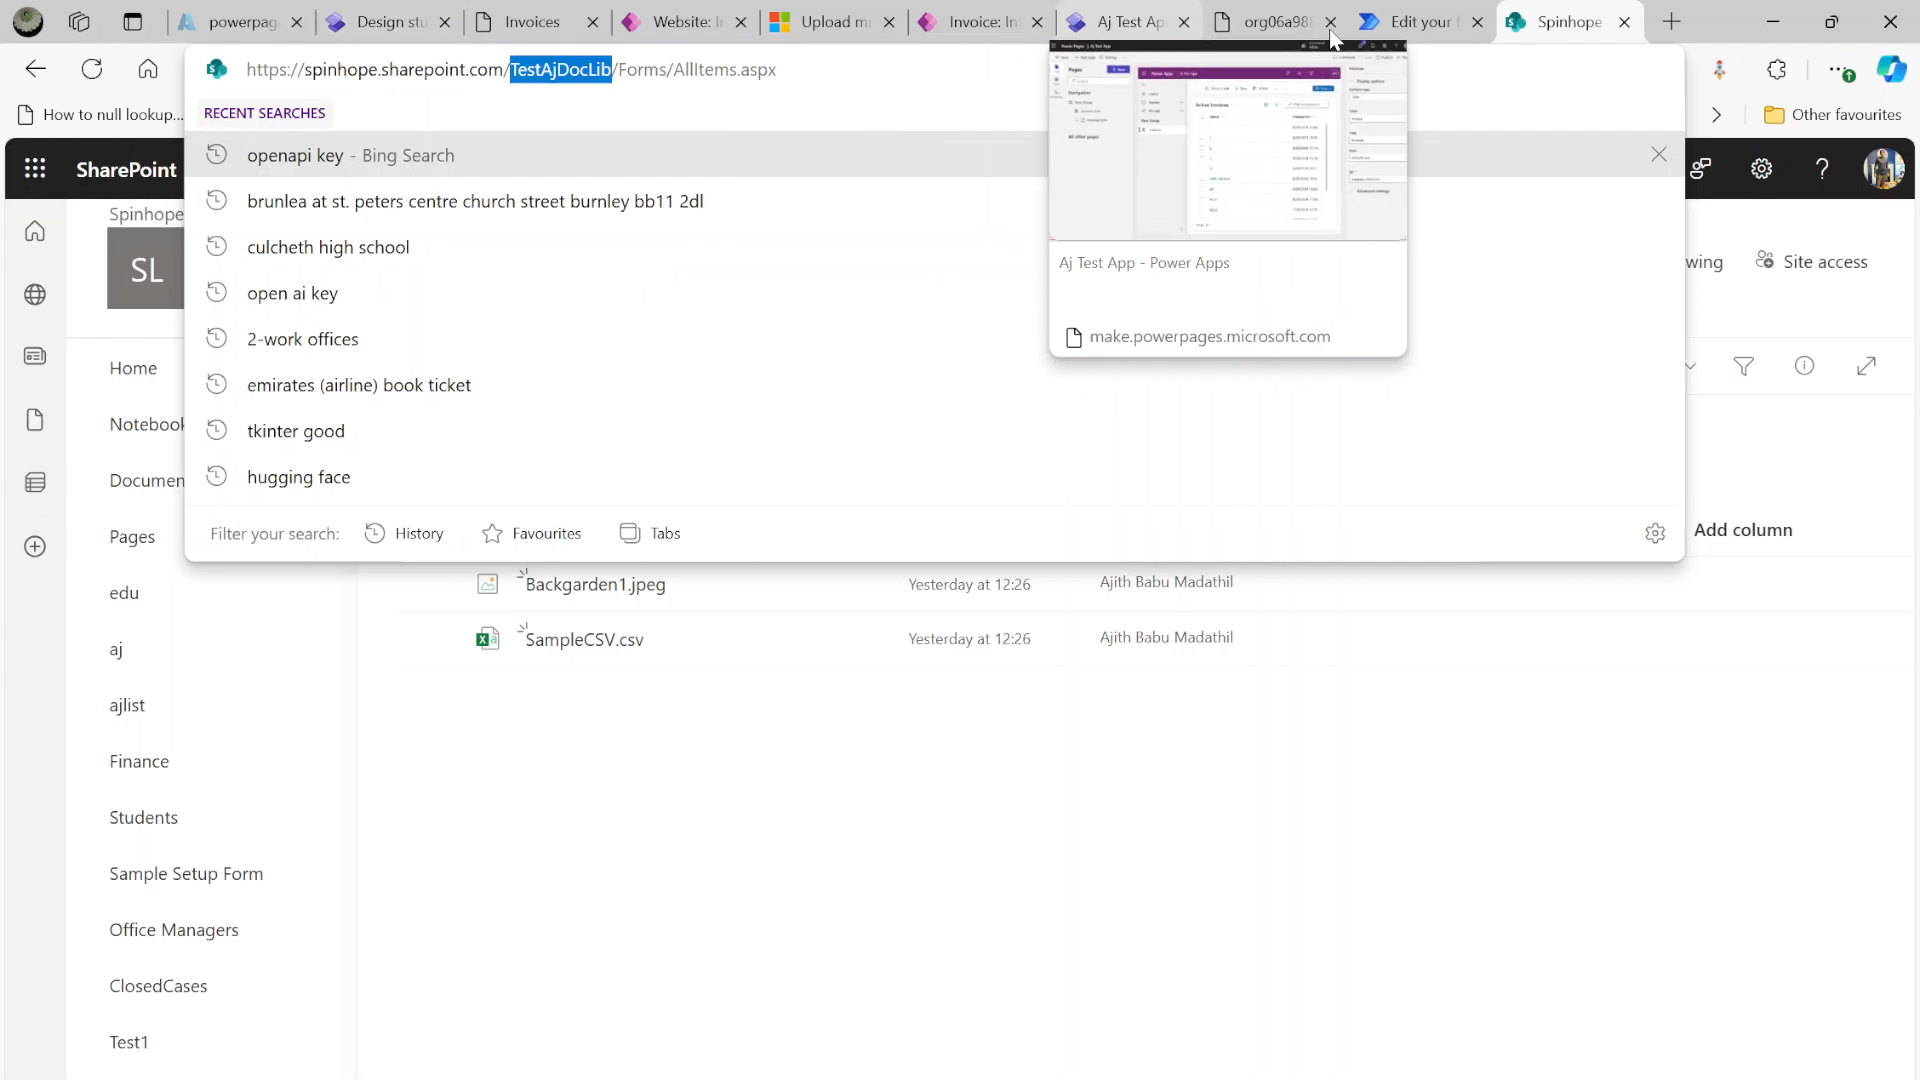 powerpag
Design stu
Invoices
Website: I
Upload m
Invoice: In
Aj Test Ap
org06a98
Edit your f
Spinhope
https://spinhope.sharepoint.com/TestAjDocLib/Forms/AllItems.aspx
How to null lookup...
Other favourites
RECENT SEARCHES
openapi key - Bing Search
brunlea at st. peters centre church street burnley bb11 2dl
culcheth high school
open ai key
2-work offices
emirates (airline) book ticket
tkinter good
hugging face
Filter your search:
History
Favourites
Tabs
Aj Test App - Power Apps
make.powerpages.microsoft.com
SharePoint
Spinhope
SL
wing
Site access
Home
Notebook
Documen
Pages
edu
aj
ajlist
Finance
Students
Sample Setup Form
Office Managers
ClosedCases
Test1
Add column
Backgarden1.jpeg
Yesterday at 12:26
Ajith Babu Madathil
SampleCSV.csv
Yesterday at 12:26
Ajith Babu Madathil